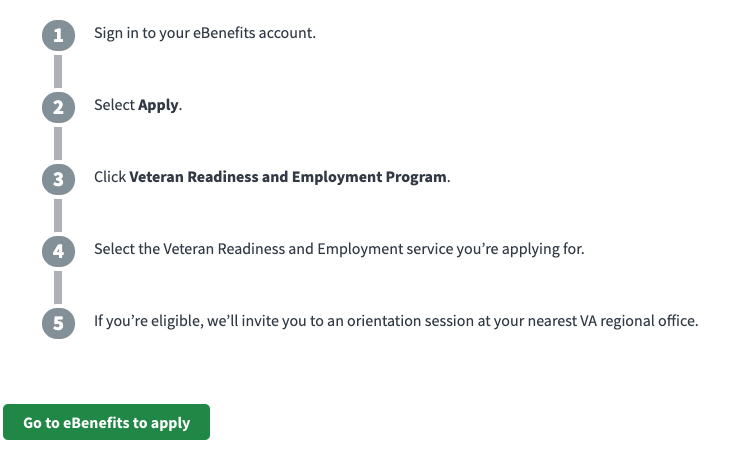 1 Sign in to your eBenefits account.
2 Select Apply.
3 Click Veteran Readiness and Employment Program.
4 Select the Veteran Readiness and Employment service you’re applying for.
5 If you’re eligible, we’ll invite you to an orientation session at your nearest VA regional office.
Go to eBenefits to apply